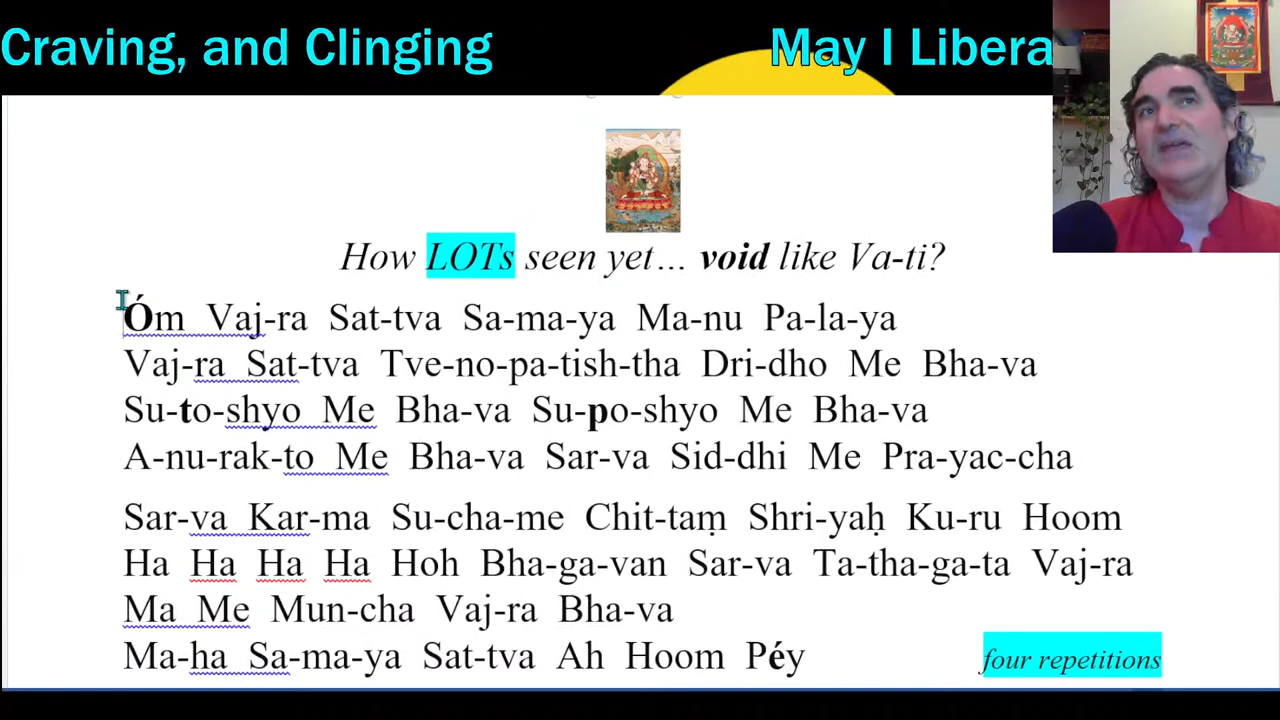 Craving, and Clinging
May I Libera
How LOTs seen yet… void like Va-ti?
Óm Vaj-ra Sat-tva Sa-ma-ya Ma-nu Pa-la-ya
Vaj-ra Sat-tva Tve-no-pa-tish-tha Dri-dho Me Bha-va
Su-to-shyo Me Bha-va Su-po-shyo Me Bha-va
A-nu-rak-to Me Bha-va Sar-va Sid-dhi Me Pra-yac-cha
Sar-va Kar-ma Su-cha-me Chit-taṃ Shri-yaḥ Ku-ru Hoom
Ha Ha Ha Ha Hoh Bha-ga-van Sar-va Ta-tha-ga-ta Vaj-ra
Ma Me Mun-cha Vaj-ra Bha-va
Ma-ha Sa-ma-ya Sat-tva Ah Hoom Péy
four repetitions